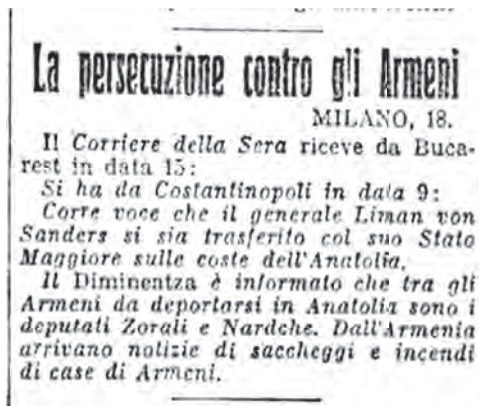 La persecuzione contro gli Armeni
MILANO, 18.
Il Corriere della Sera riceve da Buca-
rest in data 15:
Si ha da Costantinopoli in data 9:
Corre voce che il generale Liman von
Sanders si sia trasferito col suo Stato
Maggiore sulle coste dell'Anatolia.
Il Diminentza è informato che tra gli
Armeni da deportarsi in Anatolia sono i
deputati Zorali e Nardche. Dall'Armenia
arrivano notizie di saccheggi e incendi
di case di Armeni.